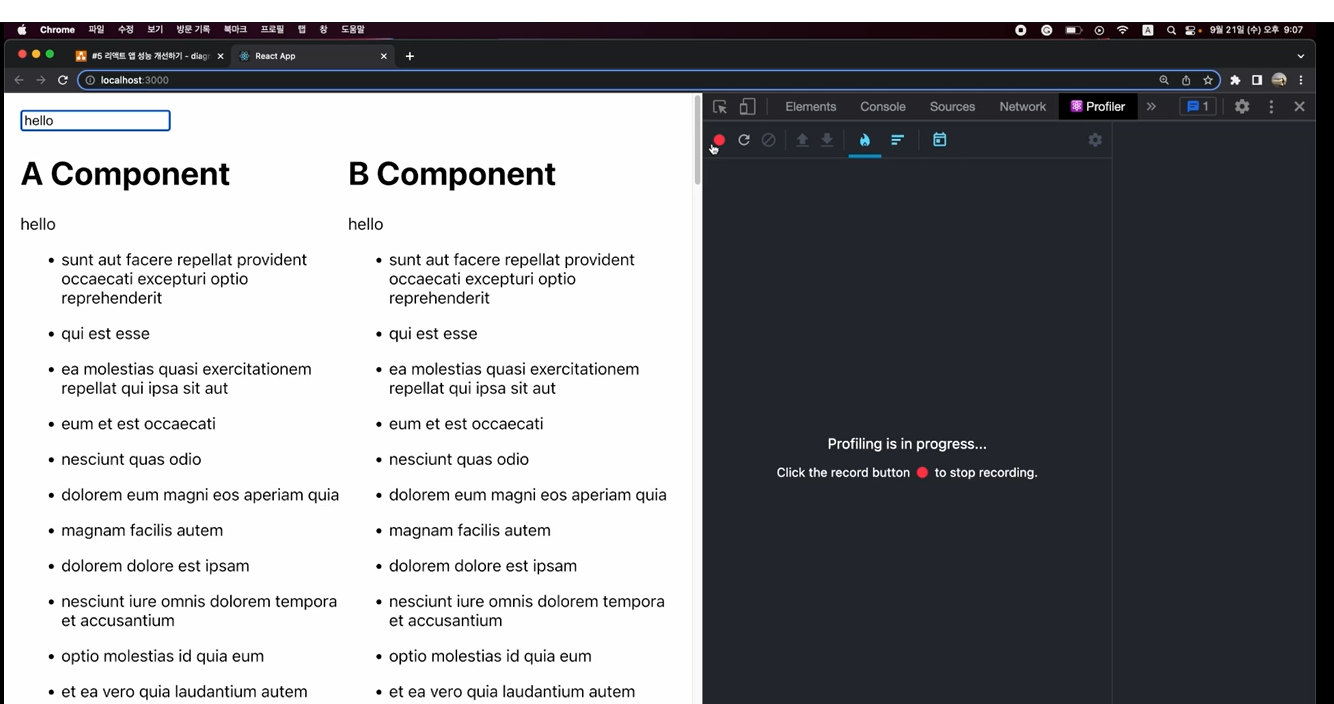 Chrome 파일 수정 보기 방문 기록 북마크 프로필 탭 창 도움말 A 9월 21일 (수) 오후 9:07
#5 리액트 앱 성능 개선하기 - diagr React App
localhost:3000
hello
Elements Console Sources Network Profiler 1
A Component B Component
hello hello
sunt aut facere repellat provident
occaecati excepturi optio
reprehenderit
qui est esse
ea molestias quasi exercitationem
repellat qui ipsa sit aut
eum et est occaecati
nesciunt quas odio
dolorem eum magni eos aperiam quia
magnam facilis autem
dolorem dolore est ipsam
nesciunt iure omnis dolorem tempora
et accusantium
optio molestias id quia eum
et ea vero quia laudantium autem
sunt aut facere repellat provident
occaecati excepturi optio
reprehenderit
qui est esse
ea molestias quasi exercitationem
repellat qui ipsa sit aut
eum et est occaecati
nesciunt quas odio
dolorem eum magni eos aperiam quia
magnam facilis autem
dolorem dolore est ipsam
nesciunt iure omnis dolorem tempora
et accusantium
optio molestias id quia eum
et ea vero quia laudantium autem
Profiling is in progress...
Click the record button to stop recording.